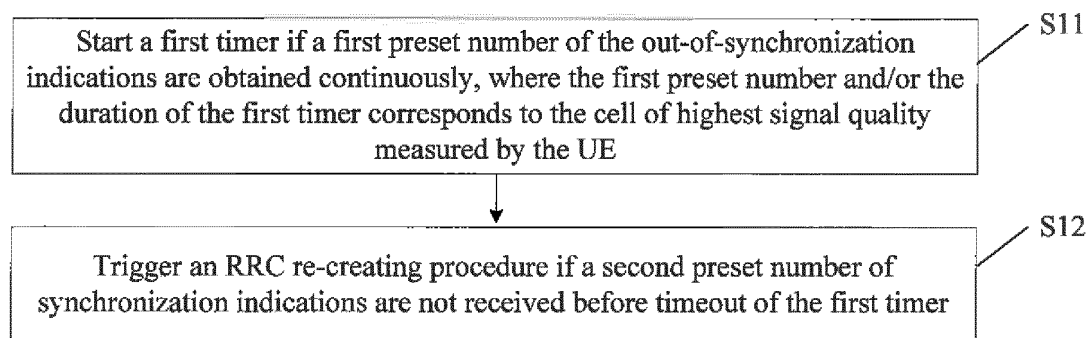 S11
Start a first timer if a first preset number of the out-of-synchronization
indications are obtained continuously, where the first preset number and/or the
duration of the first timer corresponds to the cell of highest signal quality
measured by the UE
S12
Trigger an RRC re-creating procedure if a second preset number of
synchronization indications are not received before timeout of the first timer